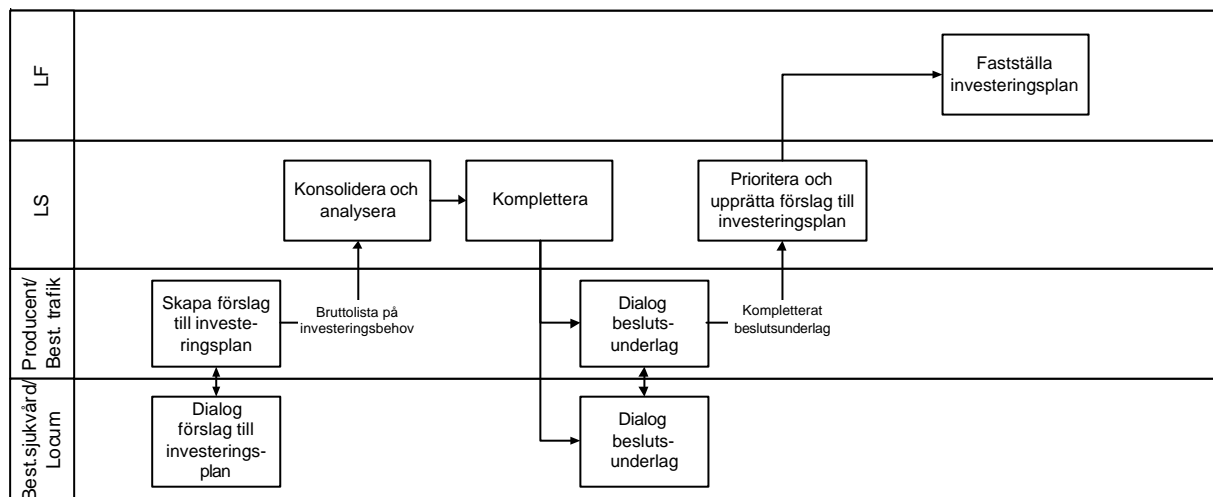 LF
Fastställa
investeringsplan
LS
Konsolidera och
analysera
Komplettera
Prioritera och
upprätta förslag till
investeringsplan
Producent/
Best. trafik
Skapa förslag
till investe-
ringsplan
Bruttolista på
investeringsbehov
Dialog
besluts-
underlag
Kompletterat
beslutsunderlag
Best.sjukvård/
Locum
Dialog
förslag till
investerings-
plan
Dialog
besluts-
underlag